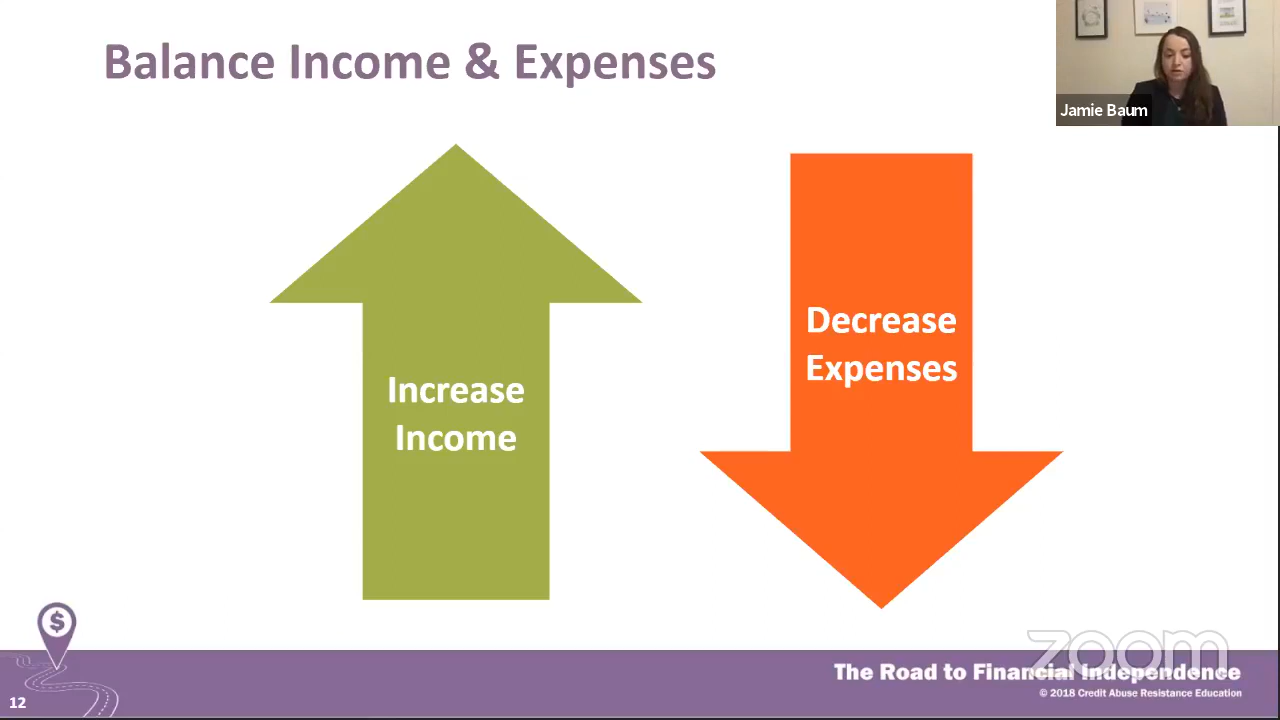 Balance Income & Expenses
Jamie Baum
Increase
Income
Decrease
Expenses
$
zoom
The Road to Financial Independence
© 2018 Credit Abuse Resistance Education
12